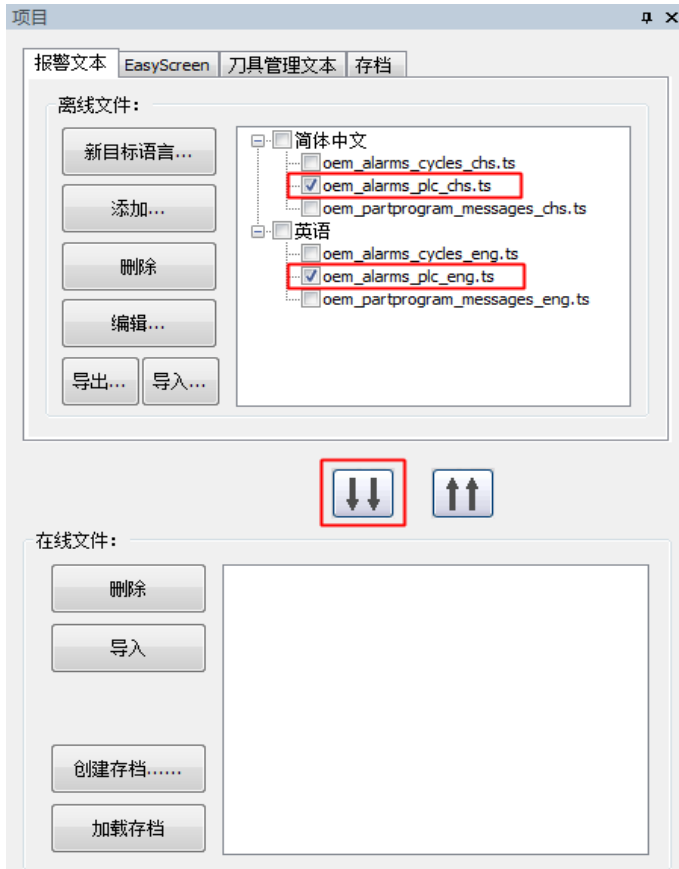 项目
报警文本 EasyScreen 刀具管理文本 存档
离线文件：
新目标语言...
添加...
删除
编辑...
导出... 导入...
简体中文
oem_alarms_cycles_chs.ts
oem_alarms_plc_chs.ts
oem_partprogram_messages_chs.ts
英语
oem_alarms_cycles_eng.ts
oem_alarms_plc_eng.ts
oem_partprogram_messages_eng.ts
在线文件：
删除
导入
创建存档......
加载存档